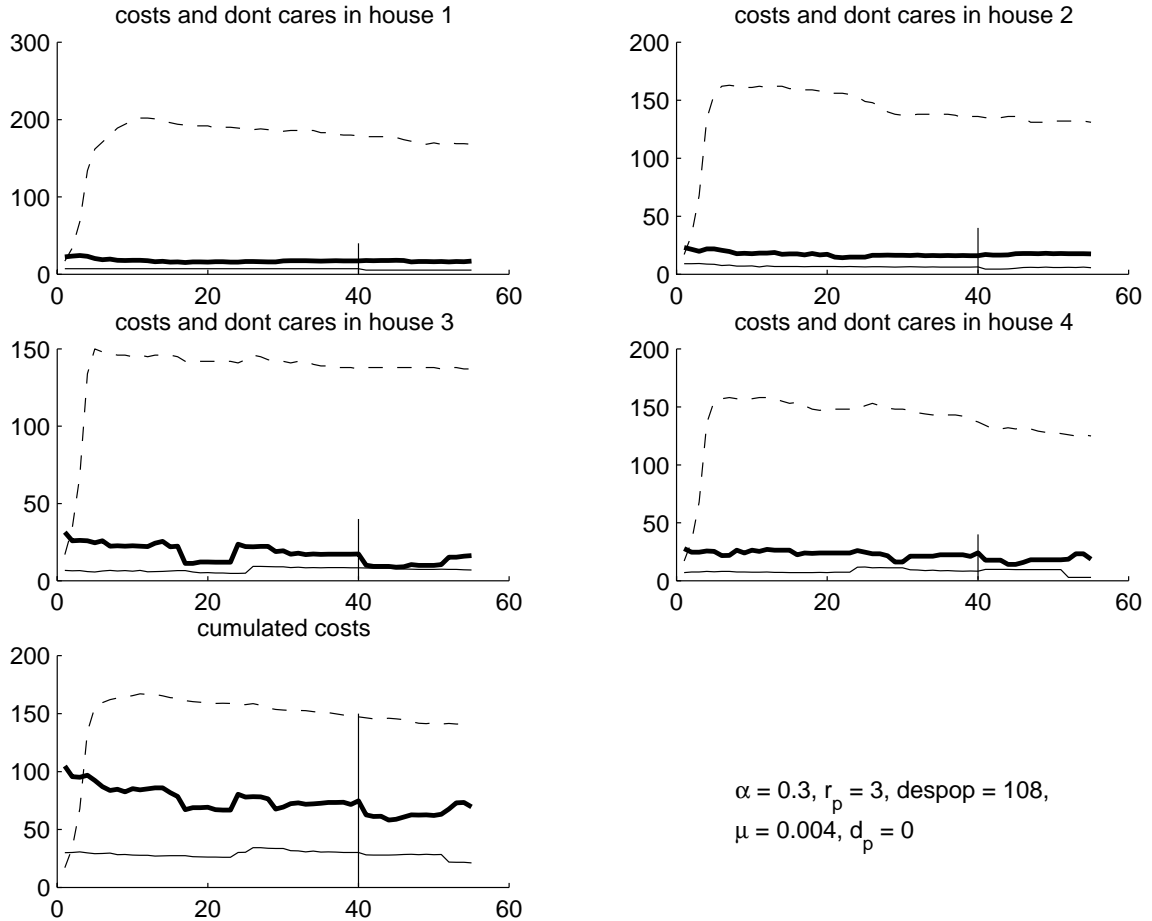 costs and dont cares in house 1
300
200
100
0
0 20 40 60
costs and dont cares in house 2
200
150
100
50
0
0 20 40 60
costs and dont cares in house 3
150
100
50
0
0 20 40 60
costs and dont cares in house 4
200
150
100
50
0
0 20 40 60
cumulated costs
200
150
100
50
0
0 20 40 60
α = 0.3, r_p = 3, despop = 108,
μ = 0.004, d_p = 0